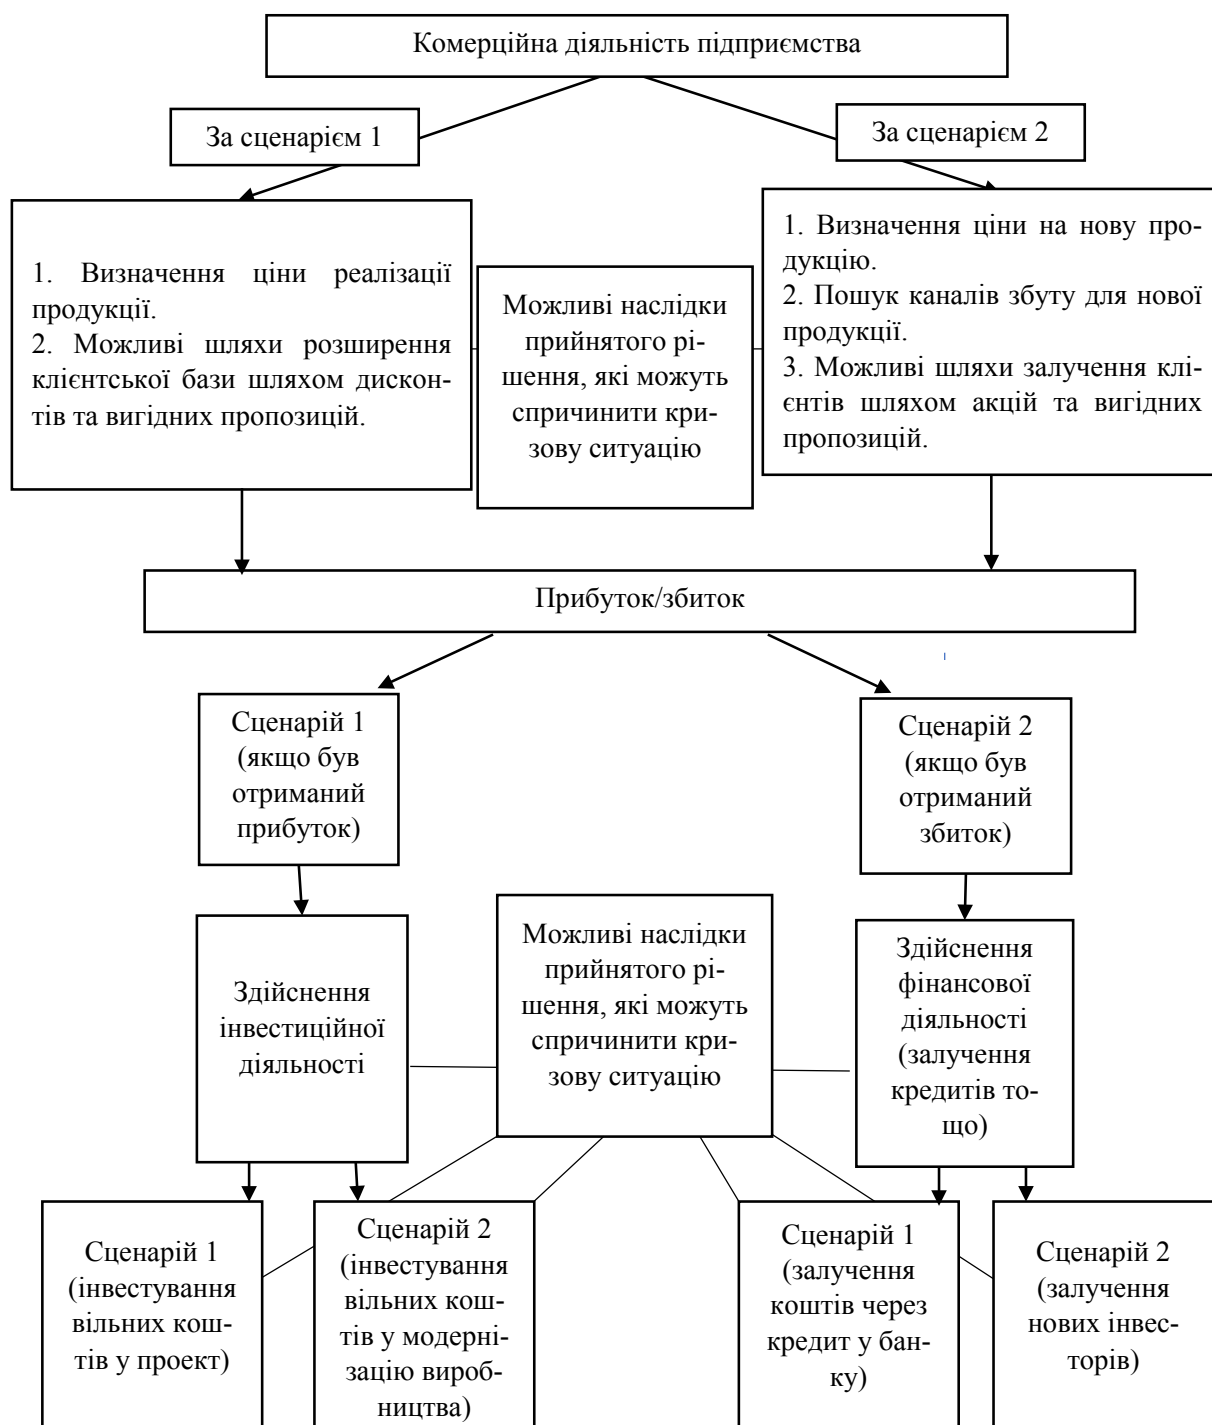 Комерційна діяльність підприємства
За сценарієм 1
За сценарієм 2
1. Визначення ціни реалізації
продукції.
2. Можливі шляхи розширення
клієнтської бази шляхом дискон-
тів та вигідних пропозицій.
Можливі наслідки
прийнятого рі-
шення, які можуть
спричинити кри-
зову ситуацію
1. Визначення ціни на нову про-
дукцію.
2. Пошук каналів збуту для нової
продукції.
3. Можливі шляхи залучення клі-
єнтів шляхом акцій та вигідних
пропозицій.
Прибуток/збиток
Сценарій 1
(якщо був
отриманий
прибуток)
Сценарій 2
(якщо був
отриманий
збиток)
Здійснення
інвестиційної
діяльності
Можливі наслідки
прийнятого рі-
шення, які можуть
спричинити кри-
зову ситуацію
Здійснення
фінансової
діяльності
(залучення
кредитів то-
що)
Сценарій 1
(інвестування
вільних кош-
тів у проект)
Сценарій 2
(інвестування
вільних кош-
тів у модерні-
зацію вироб-
ництва)
Сценарій 1
(залучення
коштів через
кредит у бан-
ку)
Сценарій 2
(залучення
нових інвес-
торів)